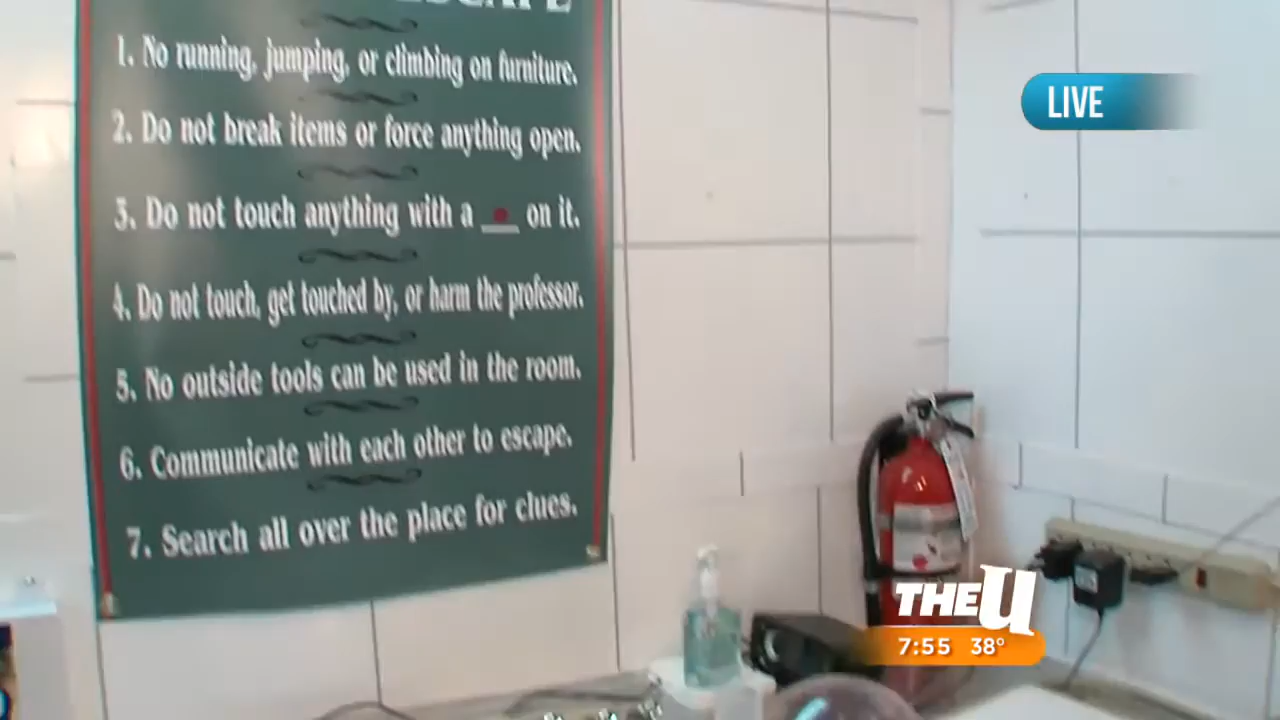 ESCAPE
1. No running, jumping, or climbing on furniture.
2. Do not break items or force anything open.
3. Do not touch anything with a __ on it.
4. Do not touch, get touched by, or harm the professor.
5. No outside tools can be used in the room.
6. Communicate with each other to escape.
7. Search all over the place for clues.
LIVE
THE U
7:55 38°